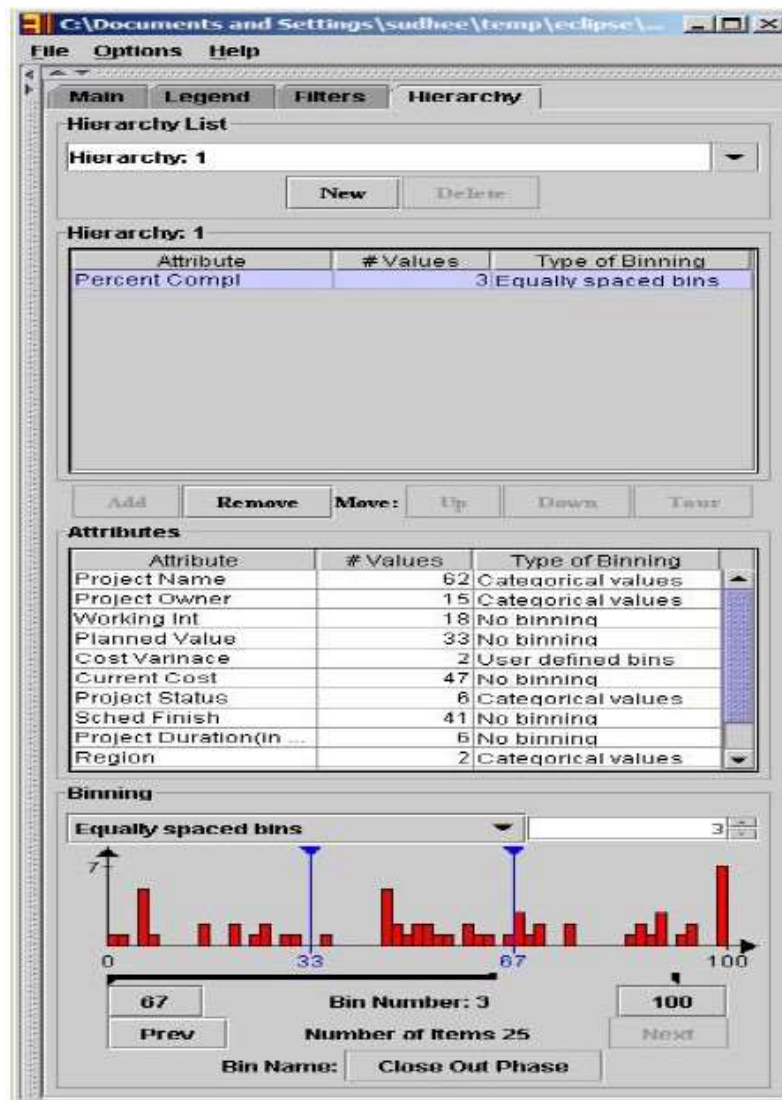 C:\Documents and Settings\sudhee\temp\eclipse\...
File Options Help
Main Legend Filters Hierarchy
Hierarchy List
Hierarchy: 1
New Delete
Hierarchy: 1
Attribute # Values Type of Binning
Percent Compl 3 Equally spaced bins
Add Remove Move: Up Down Tour
Attributes
Attribute # Values Type of Binning
Project Name 62 Categorical values
Project Owner 15 Categorical values
Working Int 18 No binning
Planned Value 33 No binning
Cost Varinace 2 User defined bins
Current Cost 47 No binning
Project Status 6 Categorical values
Sched Finish 41 No binning
Project Duration(in ... 6 No binning
Region 2 Categorical values
Binning
Equally spaced bins 3
7
0 33 67 100
67 Bin Number: 3 100
Prev Number of Items 25 Next
Bin Name: Close Out Phase